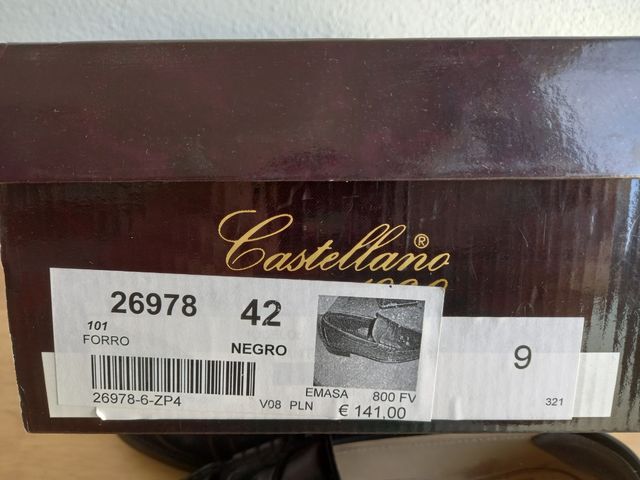 Castellano®
26978 42
101
FORRO
NEGRO
26978-6-ZP4
EMASA 800 FV
V08 PLN € 141,00
9
321